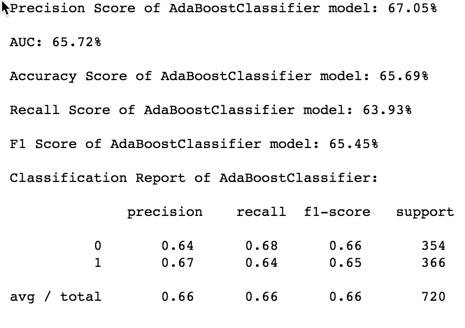 Precision Score of AdaBoostClassifier model: 67.05%
AUC: 65.72%
Accuracy Score of AdaBoostClassifier model: 65.69%
Recall Score of AdaBoostClassifier model: 63.93%
F1 Score of AdaBoostClassifier model: 65.45%
Classification Report of AdaBoostClassifier:
precision recall f1-score support
0 0.64 0.68 0.66 354
1 0.67 0.64 0.65 366
avg / total 0.66 0.66 0.66 720